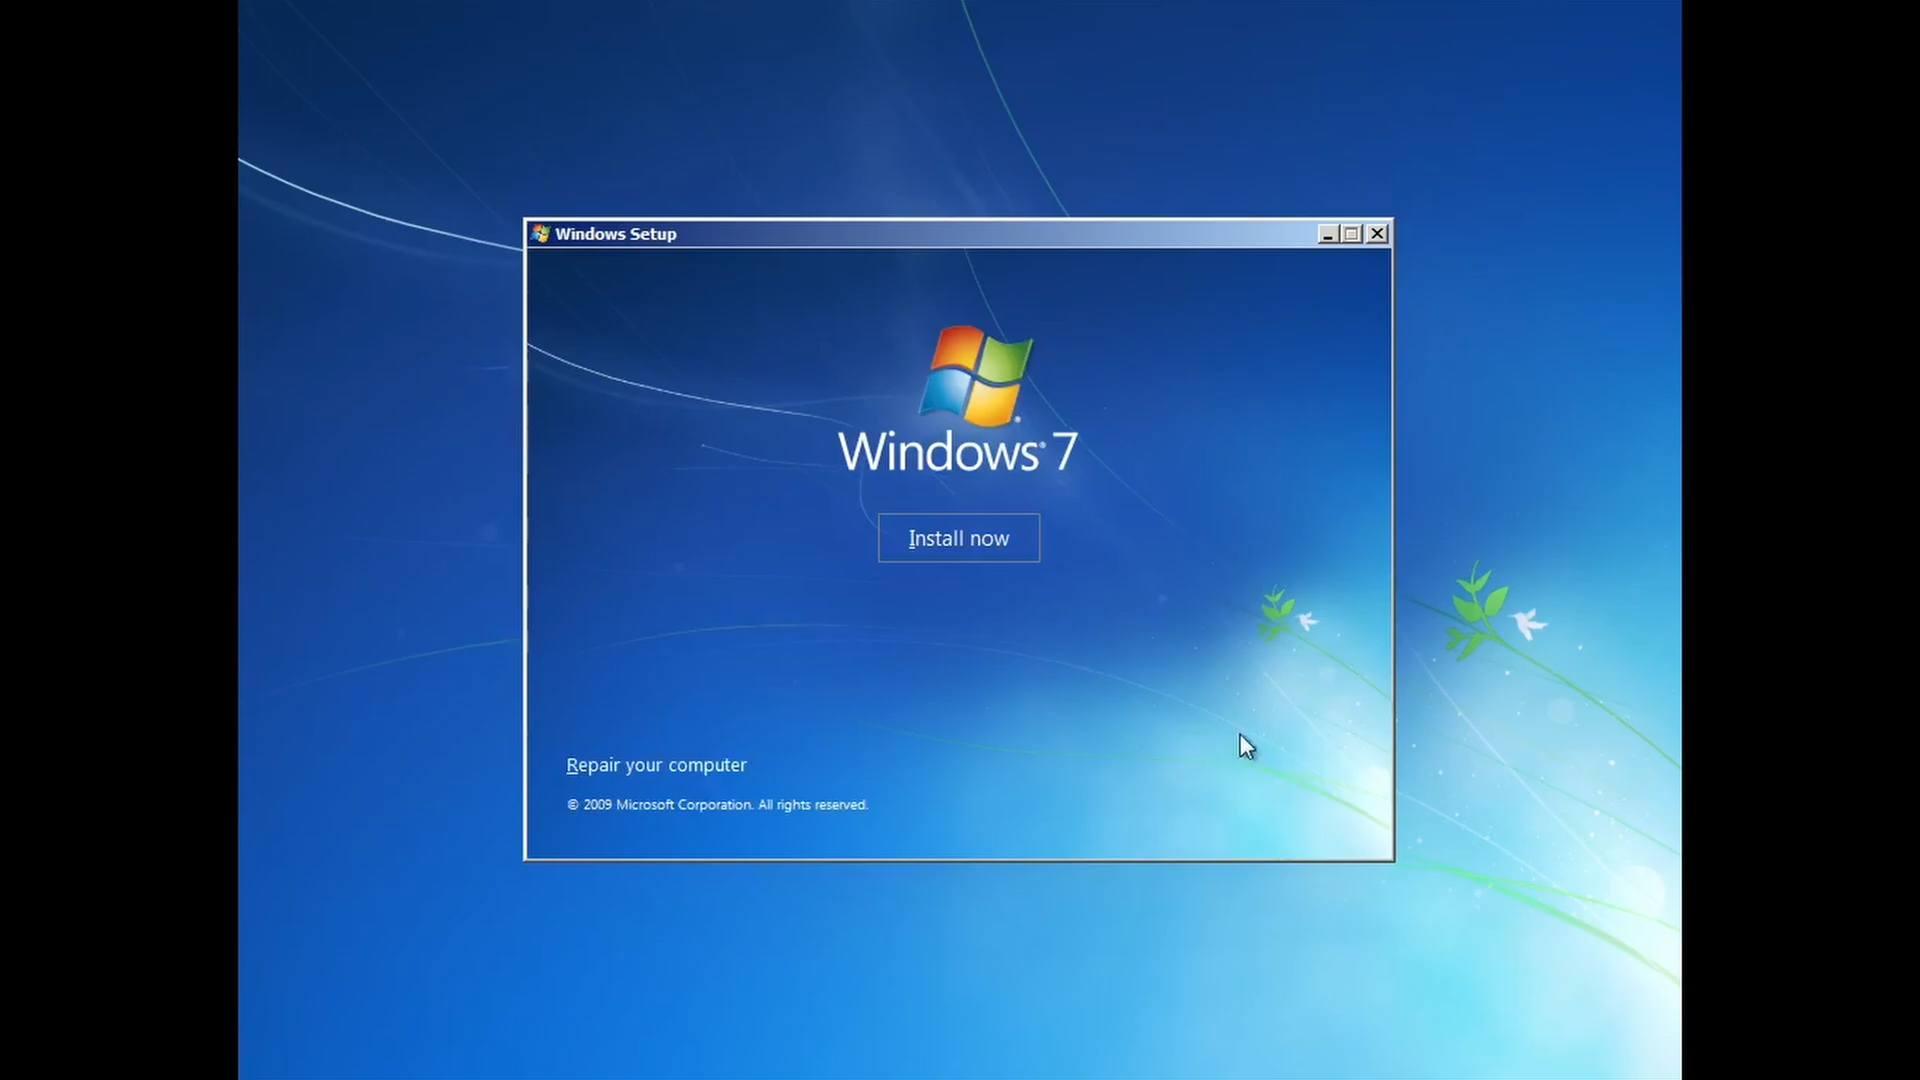 Windows Setup
Windows® 7
Install now
Repair your computer
© 2009 Microsoft Corporation. All rights reserved.